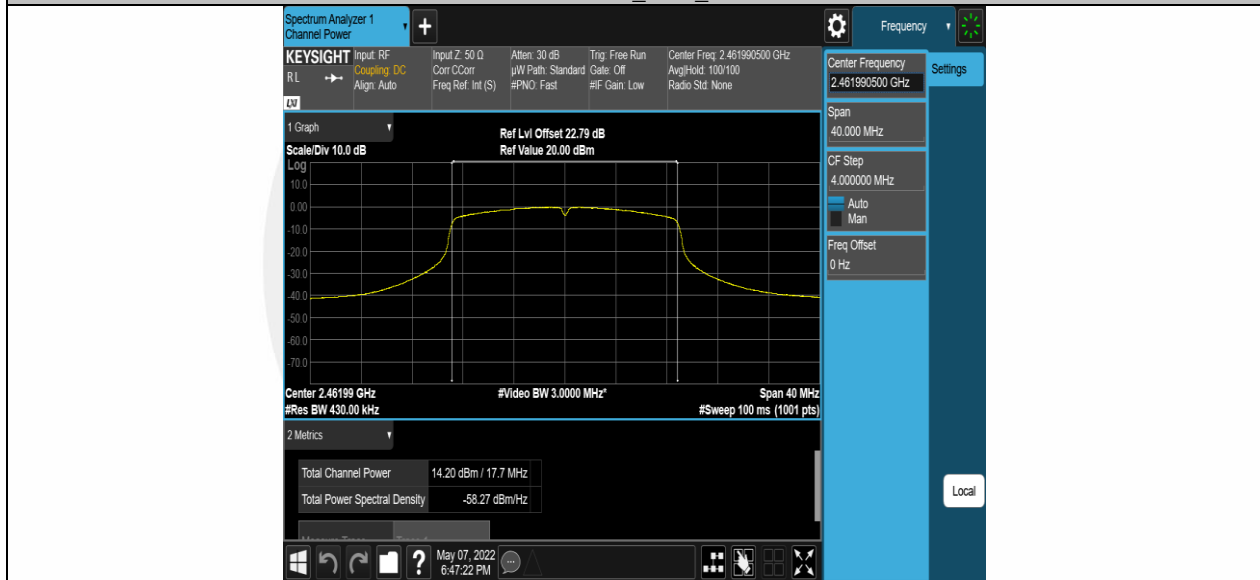 Spectrum Analyzer 1
Channel Power
+
Frequency
KEYSIGHT
RL
LXI
Input: RF
Coupling: DC
Align: Auto
Input Z: 50 Ω
Corr CCorr
Freq Ref: Int (S)
Atten: 30 dB
µW Path: Standard
#PNO: Fast
Trig: Free Run
Gate: Off
#IF Gain: Low
Center Freq: 2.461990500 GHz
Avg|Hold: 100/100
Radio Std: None
Center Frequency
2.461990500 GHz
Settings
Span
40.000 MHz
CF Step
4.000000 MHz
Auto
Man
Freq Offset
0 Hz
Local
1 Graph
Scale/Div 10.0 dB
Ref Lvl Offset 22.79 dB
Ref Value 20.00 dBm
Log
10.0
0.00
-10.0
-20.0
-30.0
-40.0
-50.0
-60.0
-70.0
Center 2.46199 GHz
#Video BW 3.0000 MHz*
Span 40 MHz
#Res BW 430.00 kHz
#Sweep 100 ms (1001 pts)
2 Metrics
Total Channel Power 14.20 dBm / 17.7 MHz
Total Power Spectral Density -58.27 dBm/Hz
?
May 07, 2022
6:47:22 PM